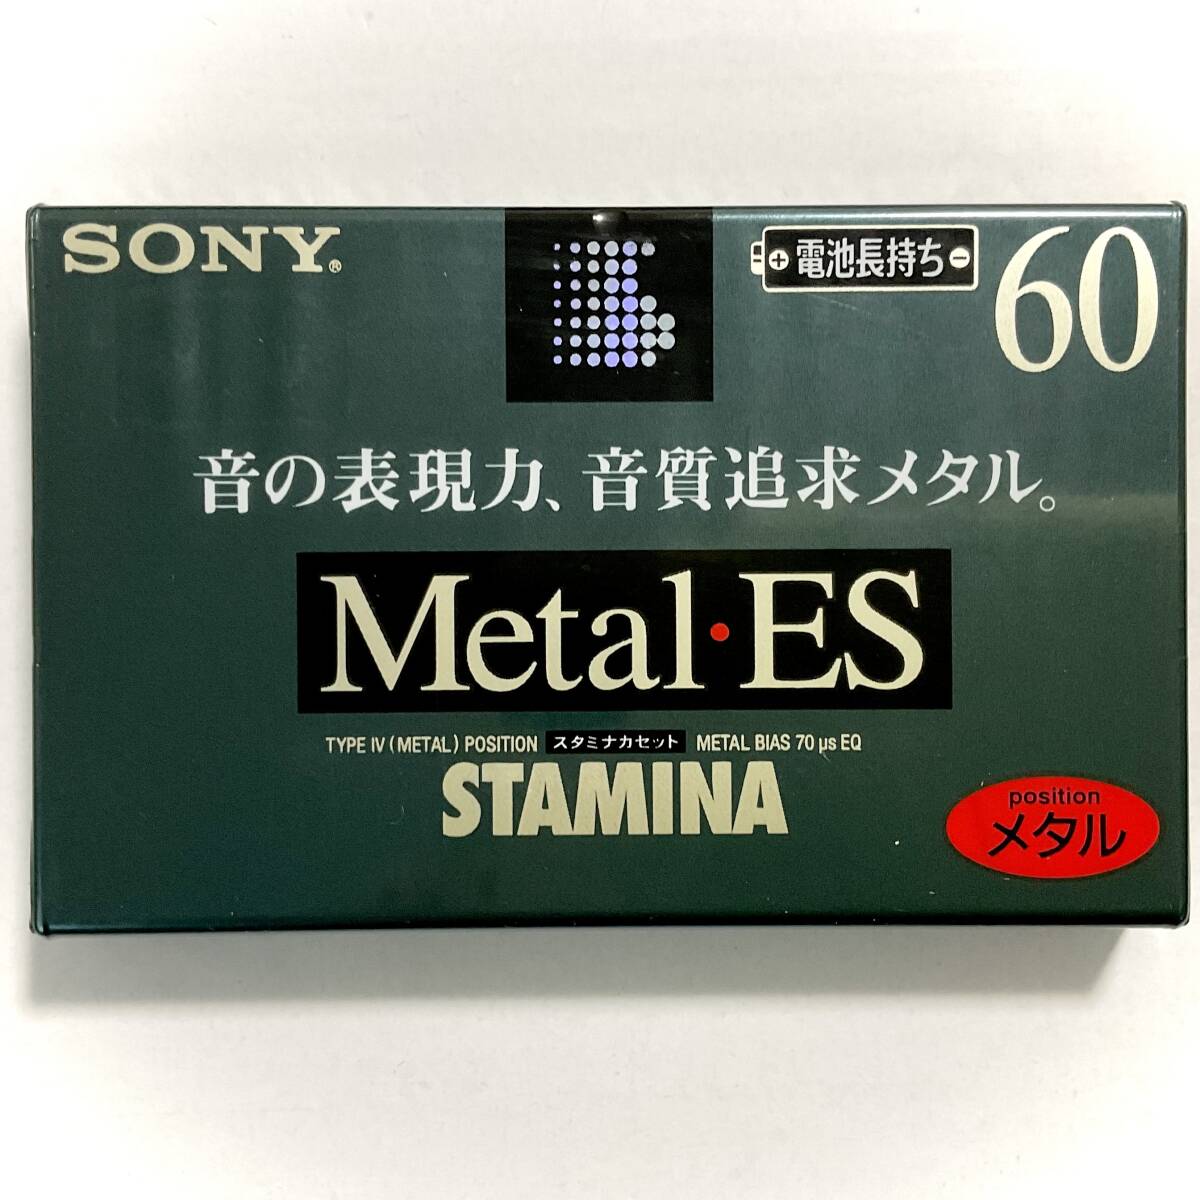 SONY®
+ 電池長持ち -
60
音の表現力、音質追求メタル。
Metal・ES
TYPE IV (METAL) POSITION スタミナカセット METAL BIAS 70 µs EQ
STAMINA
position
メタル